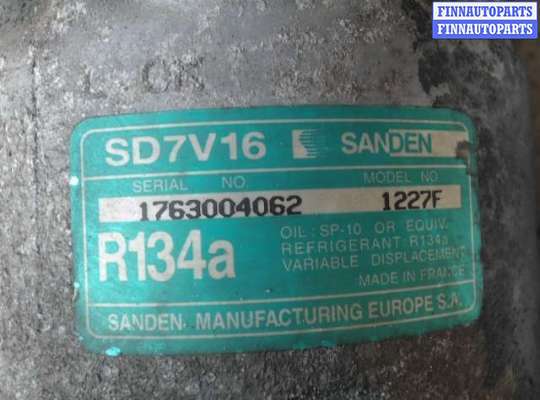 FINNAUTOPARTS
FINNAUTOPARTS
OK
SD7V16 SANDEN
SERIAL NO. MODEL NO
1763004062 1227F
R134a
OIL: SP-10 OR EQUIV.
REFRIGERANT: R134a
VARIABLE DISPLACEMENT
MADE IN FRANCE
SANDEN MANUFACTURING EUROPE S.A.